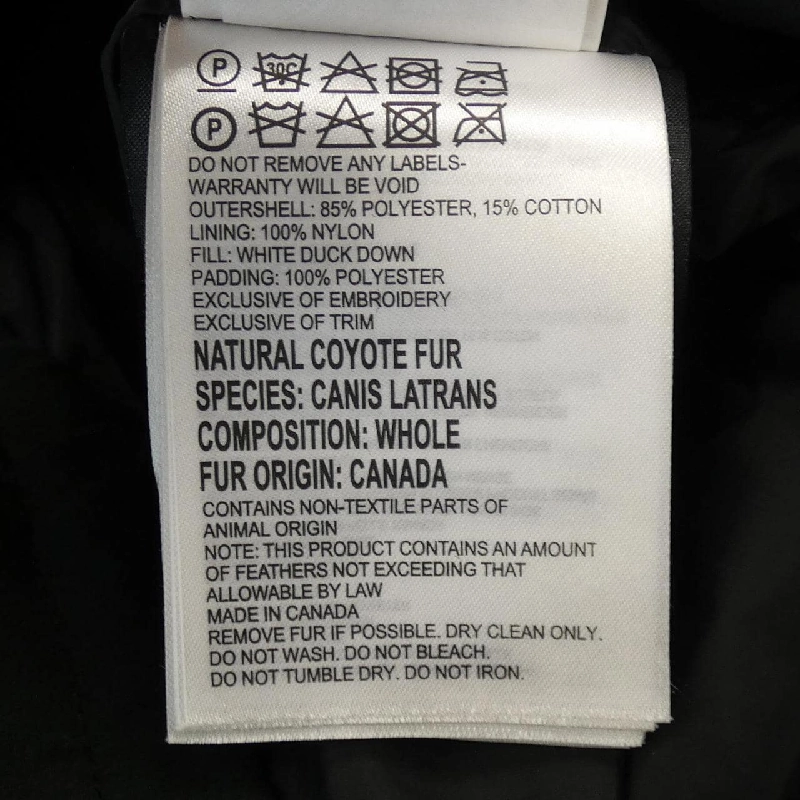 P 30C
P
DO NOT REMOVE ANY LABELS-
WARRANTY WILL BE VOID
OUTERSHELL: 85% POLYESTER, 15% COTTON
LINING: 100% NYLON
FILL: WHITE DUCK DOWN
PADDING: 100% POLYESTER
EXCLUSIVE OF EMBROIDERY
EXCLUSIVE OF TRIM
NATURAL COYOTE FUR
SPECIES: CANIS LATRANS
COMPOSITION: WHOLE
FUR ORIGIN: CANADA
CONTAINS NON-TEXTILE PARTS OF
ANIMAL ORIGIN
NOTE: THIS PRODUCT CONTAINS AN AMOUNT
OF FEATHERS NOT EXCEEDING THAT
ALLOWABLE BY LAW
MADE IN CANADA
REMOVE FUR IF POSSIBLE. DRY CLEAN ONLY.
DO NOT WASH. DO NOT BLEACH.
DO NOT TUMBLE DRY. DO NOT IRON.